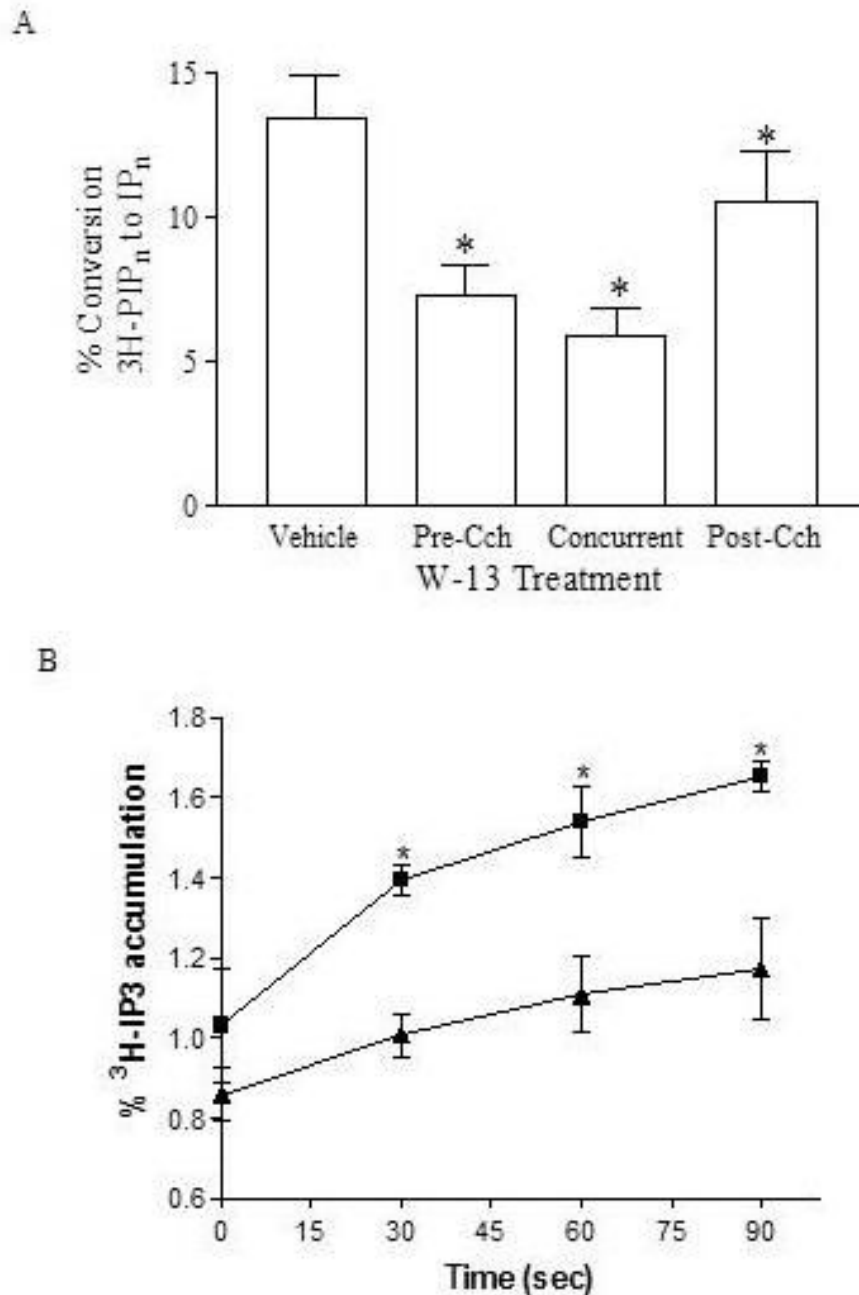 A
% Conversion
3H-PIPn to IPn
15
10
5
0
*
*
*
Vehicle Pre-Cch Concurrent Post-Cch
W-13 Treatment
B
% ³H-IP3 accumulation
1.8
1.6
1.4
1.2
1.0
0.8
0.6
*
*
*
0 15 30 45 60 75 90
Time (sec)